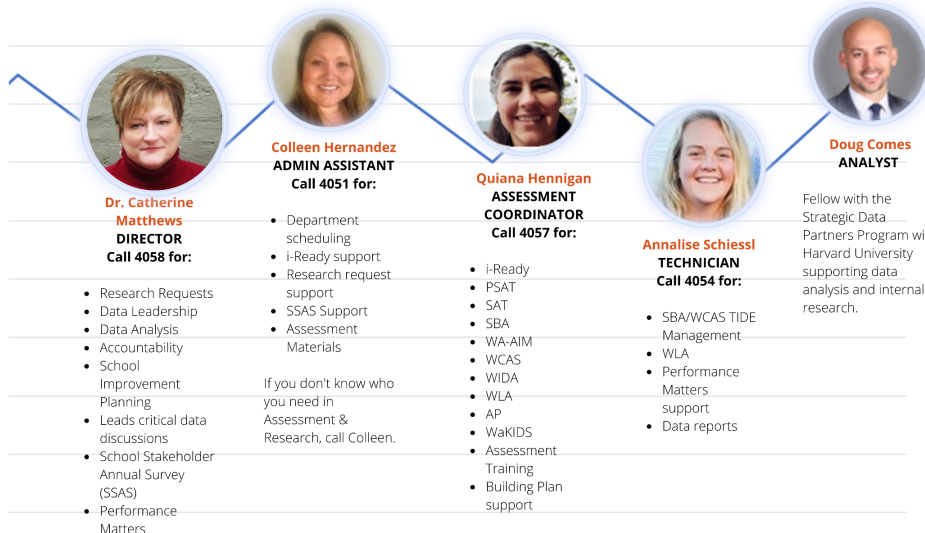 Dr. Catherine
Matthews
DIRECTOR
Call 4058 for:
Research Requests
Data Leadership
Data Analysis
Accountability
School
Improvement
Planning
Leads critical data
discussions
School Stakeholder
Annual Survey
(SSAS)
Performance
Matters
Colleen Hernandez
ADMIN ASSISTANT
Call 4051 for:
Department
scheduling
i-Ready support
Research request
support
SSAS Support
Assessment
Materials
If you don't know who
you need in
Assessment &
Research, call Colleen.
Quiana Hennigan
ASSESSMENT
COORDINATOR
Call 4057 for:
i-Ready
PSAT
SAT
SBA
WA-AIM
WCAS
WIDA
WLA
AP
WaKIDS
Assessment
Training
Building Plan
support
Annalise Schiessl
TECHNICIAN
Call 4054 for:
SBA/WCAS TIDE
Management
WLA
Performance
Matters
support
Data reports
Doug Comes
ANALYST
Fellow with the
Strategic Data
Partners Program wi
Harvard University
supporting data
analysis and internal
research.